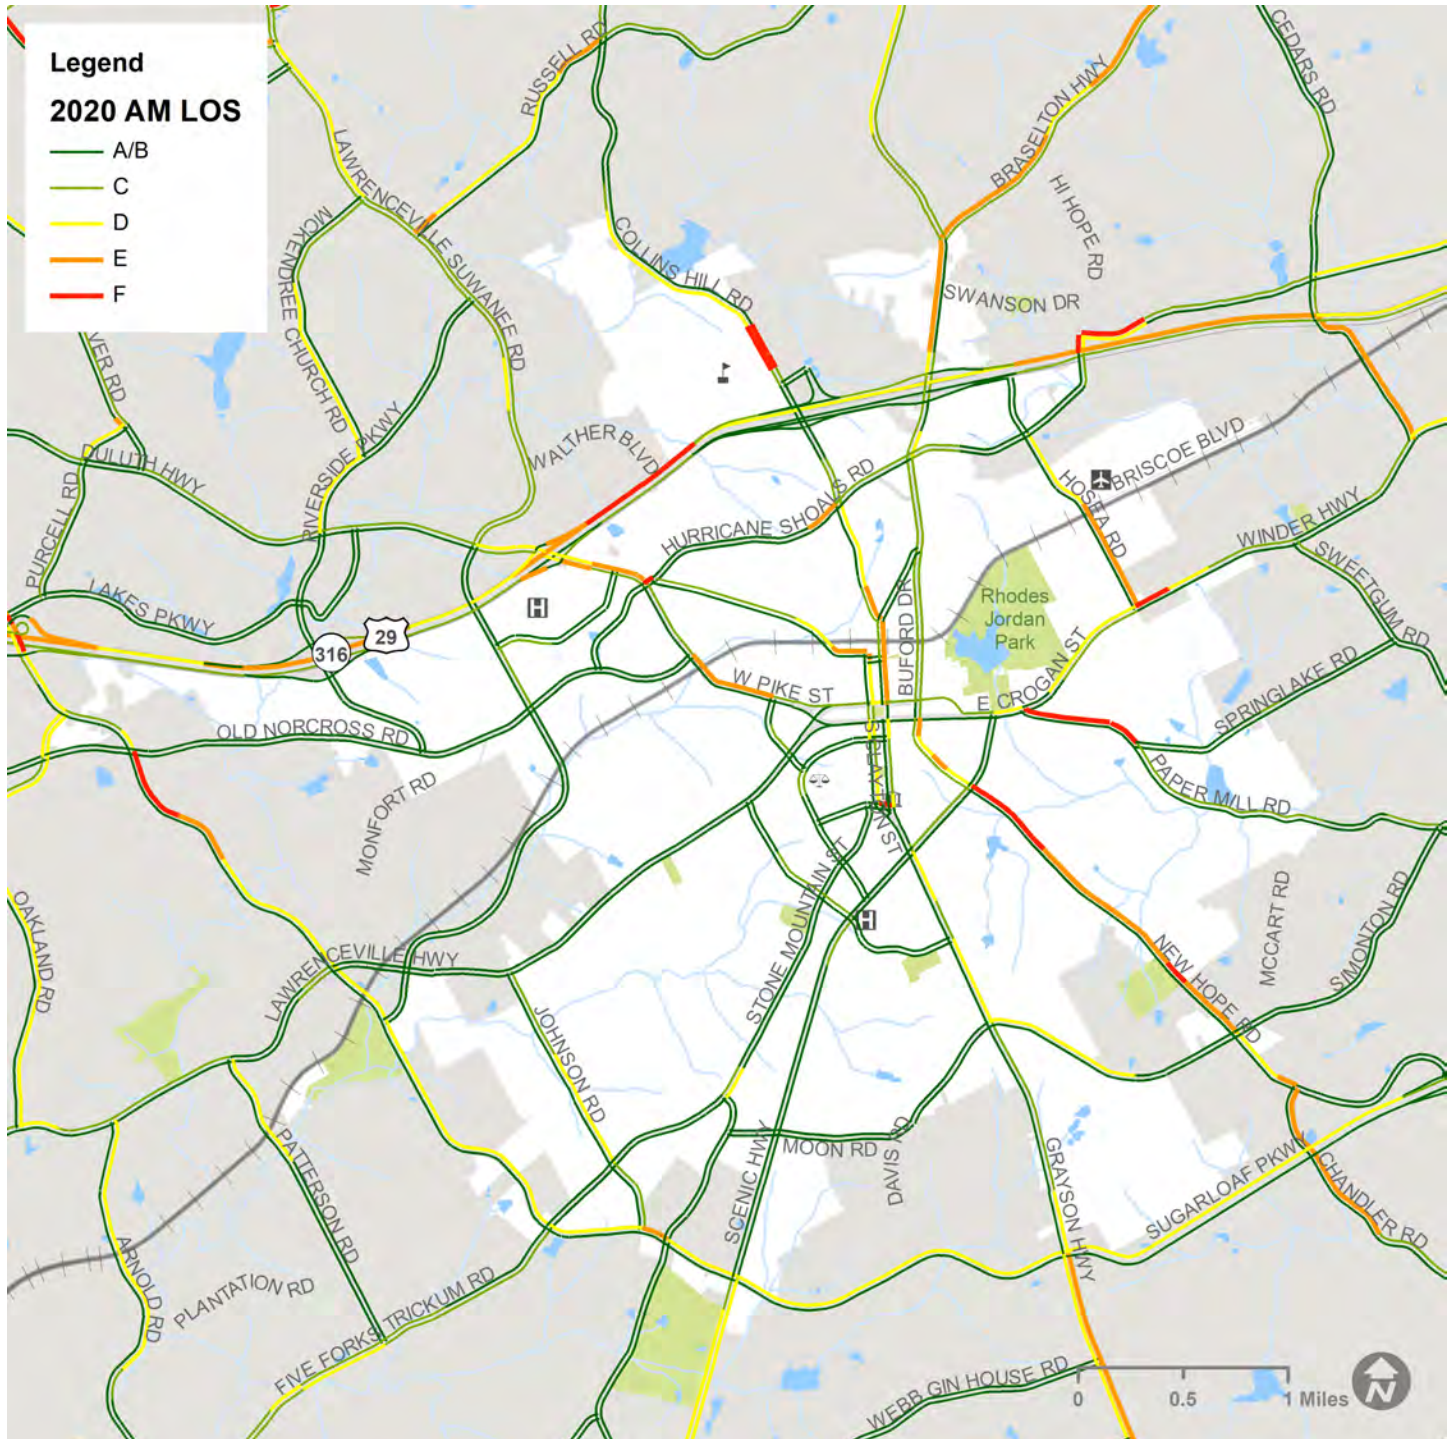 Legend
2020 AM LOS
A/B
C
D
E
F
RUSSELL RD
CEDARS RD
BRASELTON HWY
LAWRENCEVILLE SUWANEE RD
MCKENDREE CHURCH RD
HI HOPE RD
COLLINS HILL RD
SWANSON DR
VER RD
RIVERSIDE PKWY
WALTHER BLVD
DULUTH HWY
PURCELL RD
HURRICANE SHOALS RD
HOSEA RD
BRISCOE BLVD
WINDER HWY
SWEETGUM RD
LAKES PKWY
H
316
29
BUFORD DR
Rhodes
Jordan
Park
W PIKE ST
E CROGAN ST
SPRINGLAKE RD
OLD NORCROSS RD
MONFORT RD
PAPER MILL RD
STONE MOUNTAIN ST
H
OAKLAND RD
LAWRENCEVILLE HWY
NEW HOPE RD
MCCART RD
SIMONTON RD
JOHNSON RD
MOON RD
DAVIS RD
PATTERSON RD
SCENIC HWY
GRAYSON HWY
SUGARLOAF PKWY
CHANDLER RD
ARNOLD RD
PLANTATION RD
FIVE FORKS TRICKUM RD
WEBB GIN HOUSE RD
0
0.5
1 Miles
N